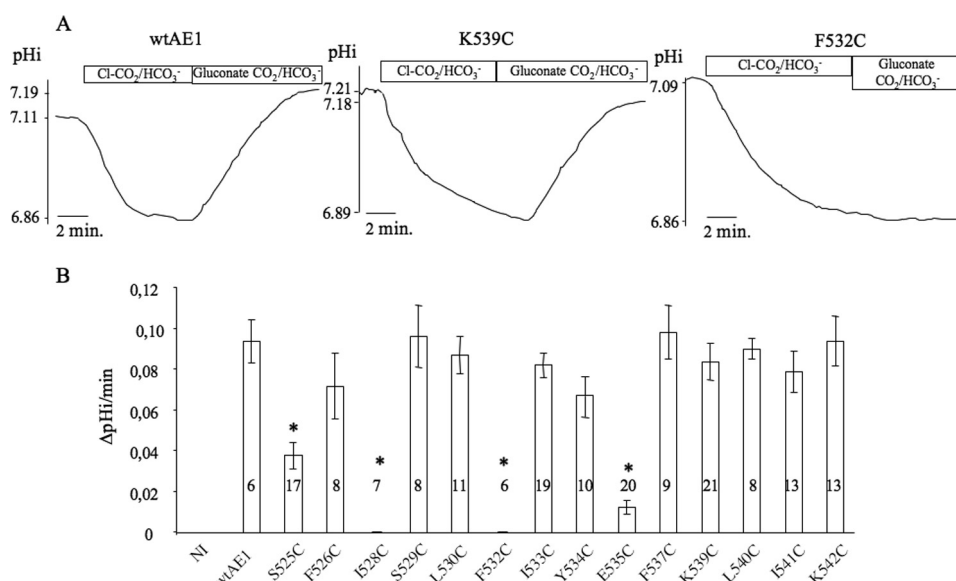 A
wtAE1
K539C
F532C
pHi
pHi
pHi
Cl-CO₂/HCO₃⁻
Gluconate CO₂/HCO₃⁻
Cl-CO₂/HCO₃⁻
Gluconate CO₂/HCO₃⁻
Cl-CO₂/HCO₃⁻
Gluconate
CO₂/HCO₃⁻
7.19
7.11
6.86
2 min.
7.21
7.18
6.89
2 min.
7.09
6.86
2 min.
B
0,12
0,10
0,08
0,06
0,04
0,02
0
ΔpHi/min
* * * *
6 17 8 7 8 11 6 19 10 20 9 21 8 13 13
NI wtAE1 S525C F526C I528C S529C L530C F532C I533C Y534C E535C F537C K539C L540C I541C K542C